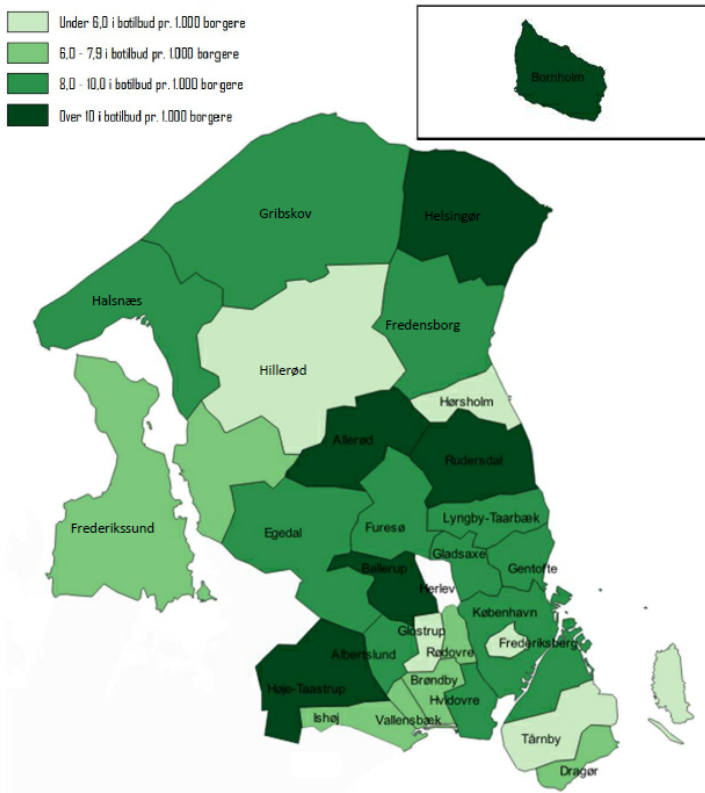 Under 6,0 i botilbud pr. 1.000 borgere
6,0 - 7,9 i botilbud pr. 1.000 borgere
8,0 - 10,0 i botilbud pr. 1.000 borgere
Over 10 i botilbud pr. 1.000 borgere
Bornholm
Gribskov
Helsingør
Halsnæs
Fredensborg
Hillerød
Hørsholm
Allerød
Rudersdal
Frederikssund
Egedal
Furesø
Lyngby-Taarbæk
Gladsaxe
Ballerup
Gentofte
Herlev
København
Glostrup
Frederiksberg
Albertslund
Rødovre
Høje-Taastrup
Brøndby
Hvidovre
Ishøj
Vallensbæk
Tårnby
Dragør